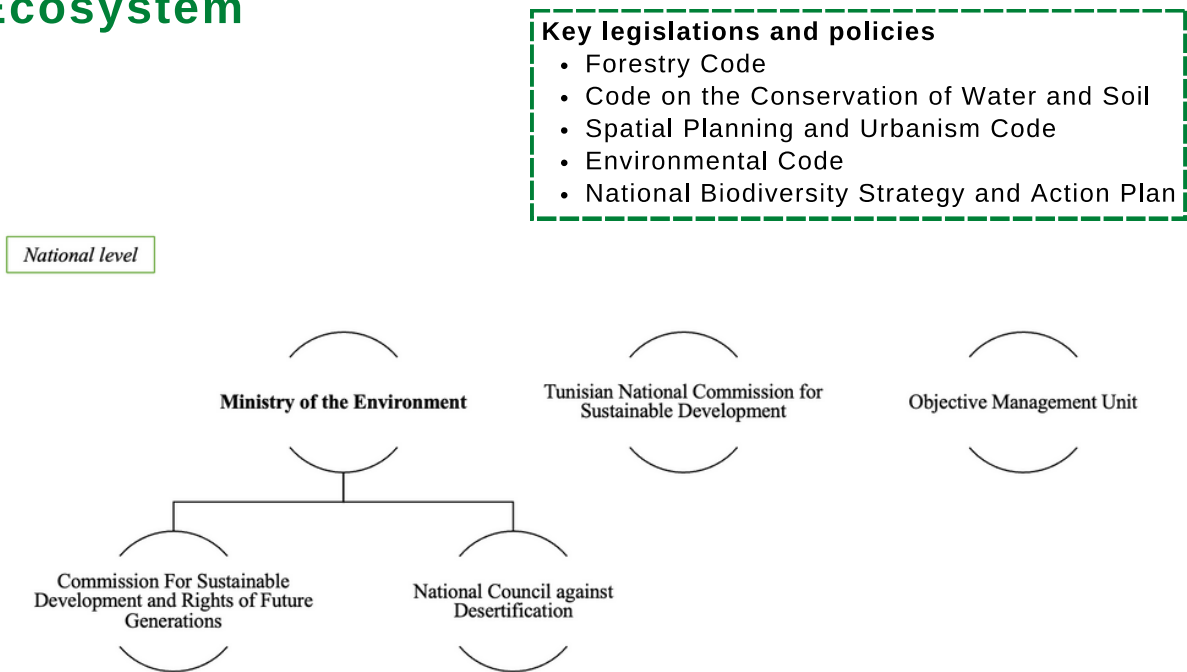 Ecosystem
Key legislations and policies
• Forestry Code
• Code on the Conservation of Water and Soil
• Spatial Planning and Urbanism Code
• Environmental Code
• National Biodiversity Strategy and Action Plan
National level
Ministry of the Environment
Tunisian National Commission for
Sustainable Development
Objective Management Unit
Commission For Sustainable
Development and Rights of Future
Generations
National Council against
Desertification